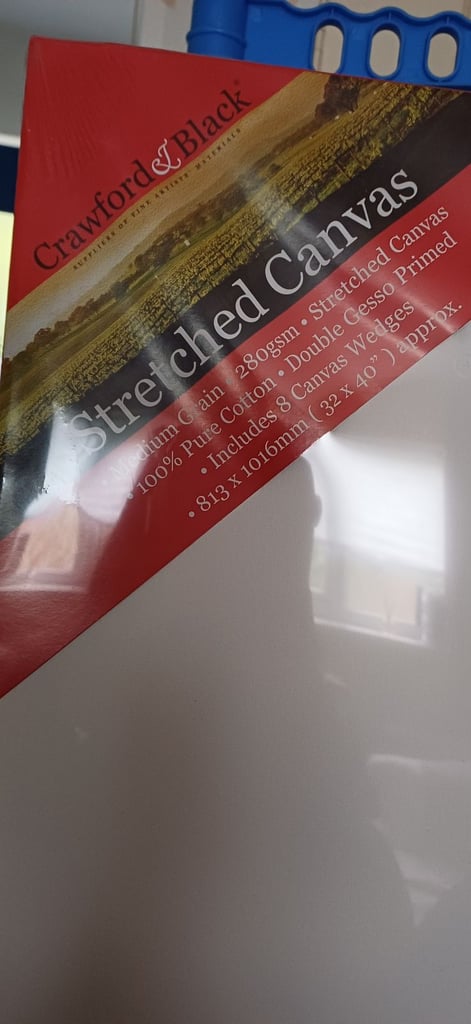 Crawford & Black®
SUPPLIERS OF FINE ARTISTS' MATERIALS
Stretched Canvas
• Medium Grain • 280gsm • Stretched Canvas
• 100% Pure Cotton • Double Gesso Primed
• Includes 8 Canvas Wedges
• 813 x 1016mm ( 32 x 40" ) approx.